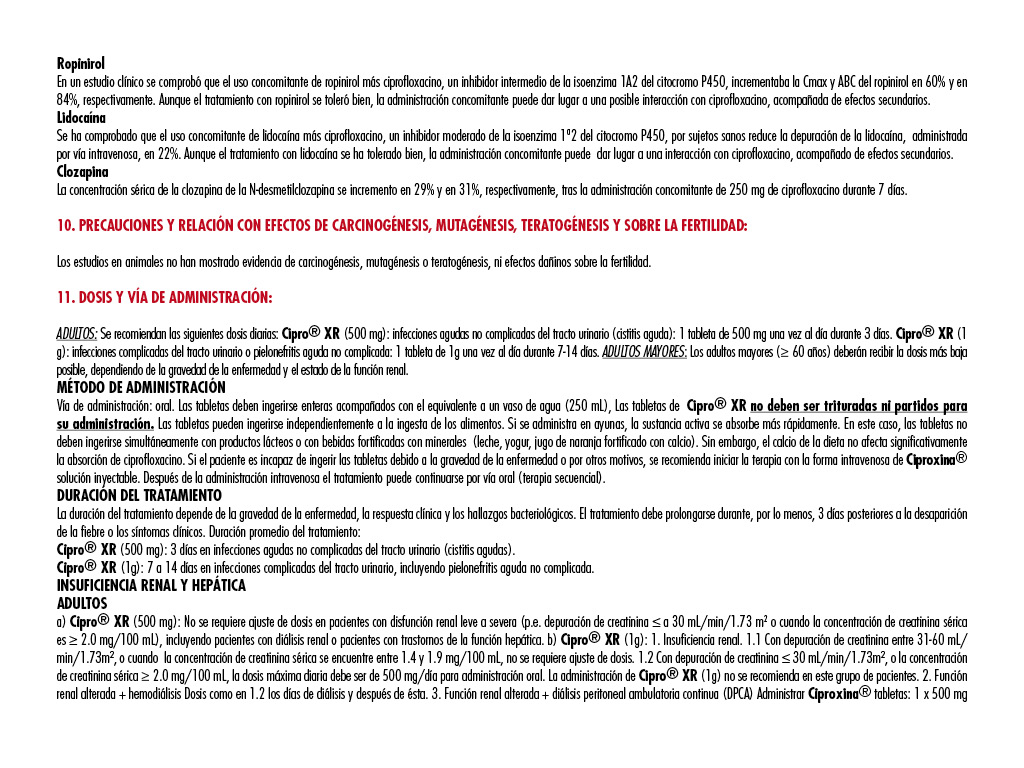 Ropinirol
En un estudio clínico se comprobó que el uso concomitante de ropinirol más ciprofloxacino, un inhibidor intermedio de la isoenzima 1A2 del citocromo P450, incrementaba la Cmax y ABC del ropinirol en 60% y en
84%, respectivamente. Aunque el tratamiento con ropinirol se toleró bien, la administración concomitante puede dar lugar a una posible interacción con ciprofloxacino, acompañada de efectos secundarios.
Lidocaína
Se ha comprobado que el uso concomitante de lidocaína más ciprofloxacino, un inhibidor moderado de la isoenzima 1º2 del citocromo P450, por sujetos sanos reduce la depuración de la lidocaína, administrada
por vía intravenosa, en 22%. Aunque el tratamiento con lidocaína se ha tolerado bien, la administración concomitante puede dar lugar a una interacción con ciprofloxacino, acompañado de efectos secundarios.
Clozapina
La concentración sérica de la clozapina de la N-desmetilclozapina se incremento en 29% y en 31%, respectivamente, tras la administración concomitante de 250 mg de ciprofloxacino durante 7 días.
10. PRECAUCIONES Y RELACIÓN CON EFECTOS DE CARCINOGÉNESIS, MUTAGÉNESIS, TERATOGÉNESIS Y SOBRE LA FERTILIDAD:
Los estudios en animales no han mostrado evidencia de carcinogénesis, mutagénesis o teratogénesis, ni efectos dañinos sobre la fertilidad.
11. DOSIS Y VÍA DE ADMINISTRACIÓN:
ADULTOS: Se recomiendan las siguientes dosis diarias: Cipro® XR (500 mg): infecciones agudas no complicadas del tracto urinario (cistitis aguda): 1 tableta de 500 mg una vez al día durante 3 días. Cipro® XR (1
g): infecciones complicadas del tracto urinario o pielonefritis aguda no complicada: 1 tableta de 1g una vez al día durante 7-14 días. ADULTOS MAYORES: Los adultos mayores (≥ 60 años) deberán recibir la dosis más baja
posible, dependiendo de la gravedad de la enfermedad y el estado de la función renal.
MÉTODO DE ADMINISTRACIÓN
Vía de administración: oral. Las tabletas deben ingerirse enteras acompañados con el equivalente a un vaso de agua (250 mL), Las tabletas de Cipro® XR no deben ser trituradas ni partidos para
su administración. Las tabletas pueden ingerirse independientemente a la ingesta de los alimentos. Si se administra en ayunas, la sustancia activa se absorbe más rápidamente. En este caso, las tabletas no
deben ingerirse simultáneamente con productos lácteos o con bebidas fortificadas con minerales (leche, yogur, jugo de naranja fortificado con calcio). Sin embargo, el calcio de la dieta no afecta significativamente
la absorción de ciprofloxacino. Si el paciente es incapaz de ingerir las tabletas debido a la gravedad de la enfermedad o por otros motivos, se recomienda iniciar la terapia con la forma intravenosa de Ciproxina®
solución inyectable. Después de la administración intravenosa el tratamiento puede continuarse por vía oral (terapia secuencial).
DURACIÓN DEL TRATAMIENTO
La duración del tratamiento depende de la gravedad de la enfermedad, la respuesta clínica y los hallazgos bacteriológicos. El tratamiento debe prolongarse durante, por lo menos, 3 días posteriores a la desaparición
de la fiebre o los síntomas clínicos. Duración promedio del tratamiento:
Cipro® XR (500 mg): 3 días en infecciones agudas no complicadas del tracto urinario (cistitis agudas).
Cipro® XR (1g): 7 a 14 días en infecciones complicadas del tracto urinario, incluyendo pielonefritis aguda no complicada.
INSUFICIENCIA RENAL Y HEPÁTICA
ADULTOS
a) Cipro® XR (500 mg): No se requiere ajuste de dosis en pacientes con disfunción renal leve a severa (p.e. depuración de creatinina ≤ a 30 mL/min/1.73 m² o cuando la concentración de creatinina sérica
es ≥ 2.0 mg/100 mL), incluyendo pacientes con diálisis renal o pacientes con trastornos de la función hepática. b) Cipro® XR (1g): 1. Insuficiencia renal. 1.1 Con depuración de creatinina entre 31-60 mL/
min/1.73m², o cuando la concentración de creatinina sérica se encuentre entre 1.4 y 1.9 mg/100 mL, no se requiere ajuste de dosis. 1.2 Con depuración de creatinina ≤ 30 mL/min/1.73m², o la concentración
de creatinina sérica ≥ 2.0 mg/100 mL, la dosis máxima diaria debe ser de 500 mg/día para administración oral. La administración de Cipro® XR (1g) no se recomienda en este grupo de pacientes. 2. Función
renal alterada + hemodiálisis Dosis como en 1.2 los días de diálisis y después de ésta. 3. Función renal alterada + diálisis peritoneal ambulatoria continua (DPCA) Administrar Ciproxina® tabletas: 1 x 500 mg